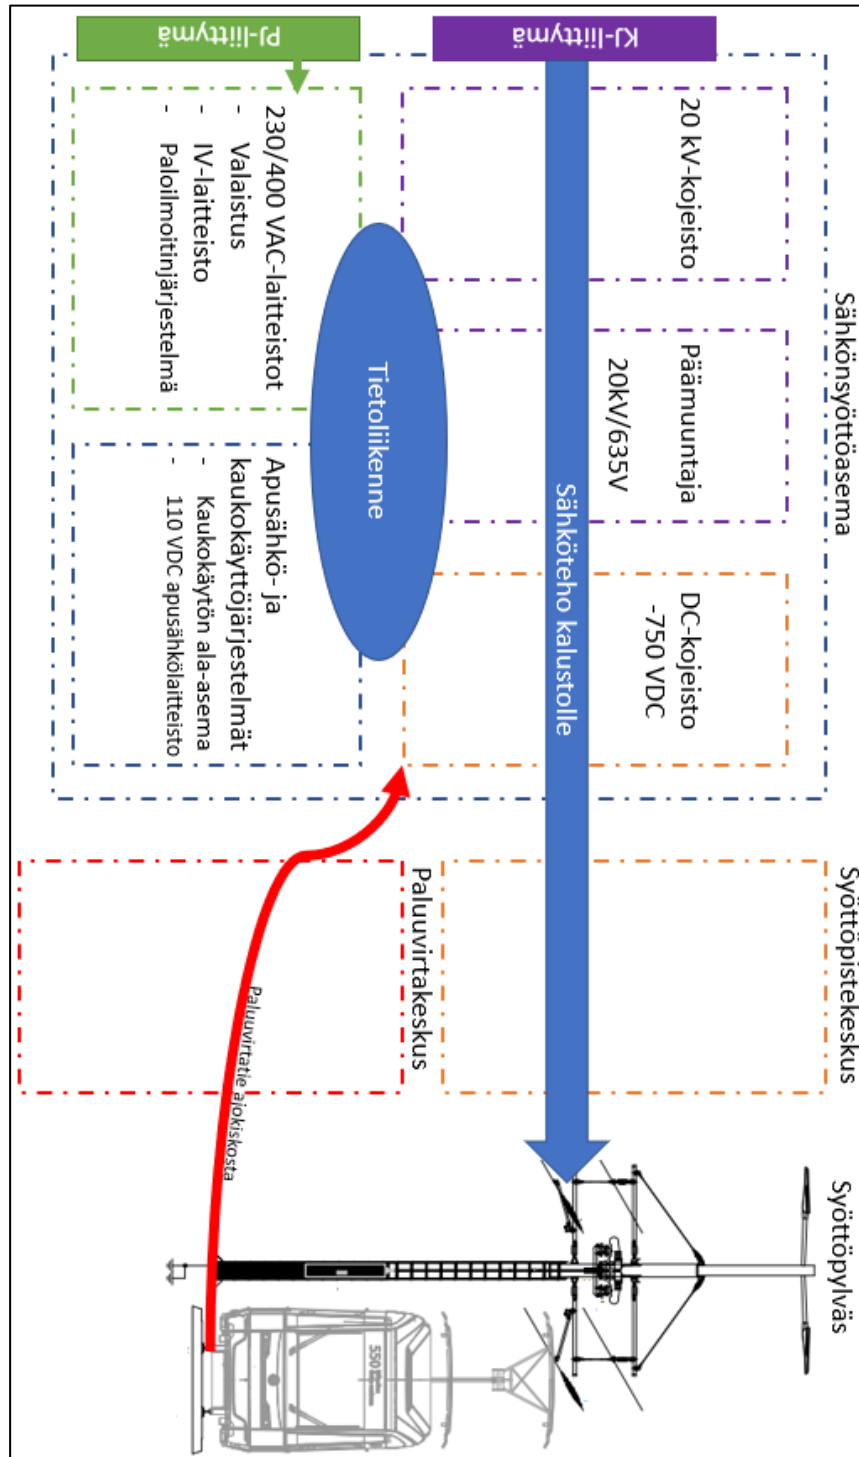 Sähkönsyöttöasema
Syöttöpistekeskus
Syöttöpylväs
KJ-liittymä
20 kV-kojeisto
Päämuuntaja
20kV/635V
DC-kojeisto
-750 VDC
Sähköteho kalustolle
Tietoliikenne
PJ-liittymä
230/400 VAC-laitteistot
- Valaistus
- IV-laitteisto
- Paloilmoitinjärjestelmä
Apusähkö- ja
kaukokäyttöjärjestelmät
- Kaukokäytön ala-asema
- 110 VDC apusähkölaitteisto
Paluuvirtakeskus
Paluuvirtatie ajokiskosta
550